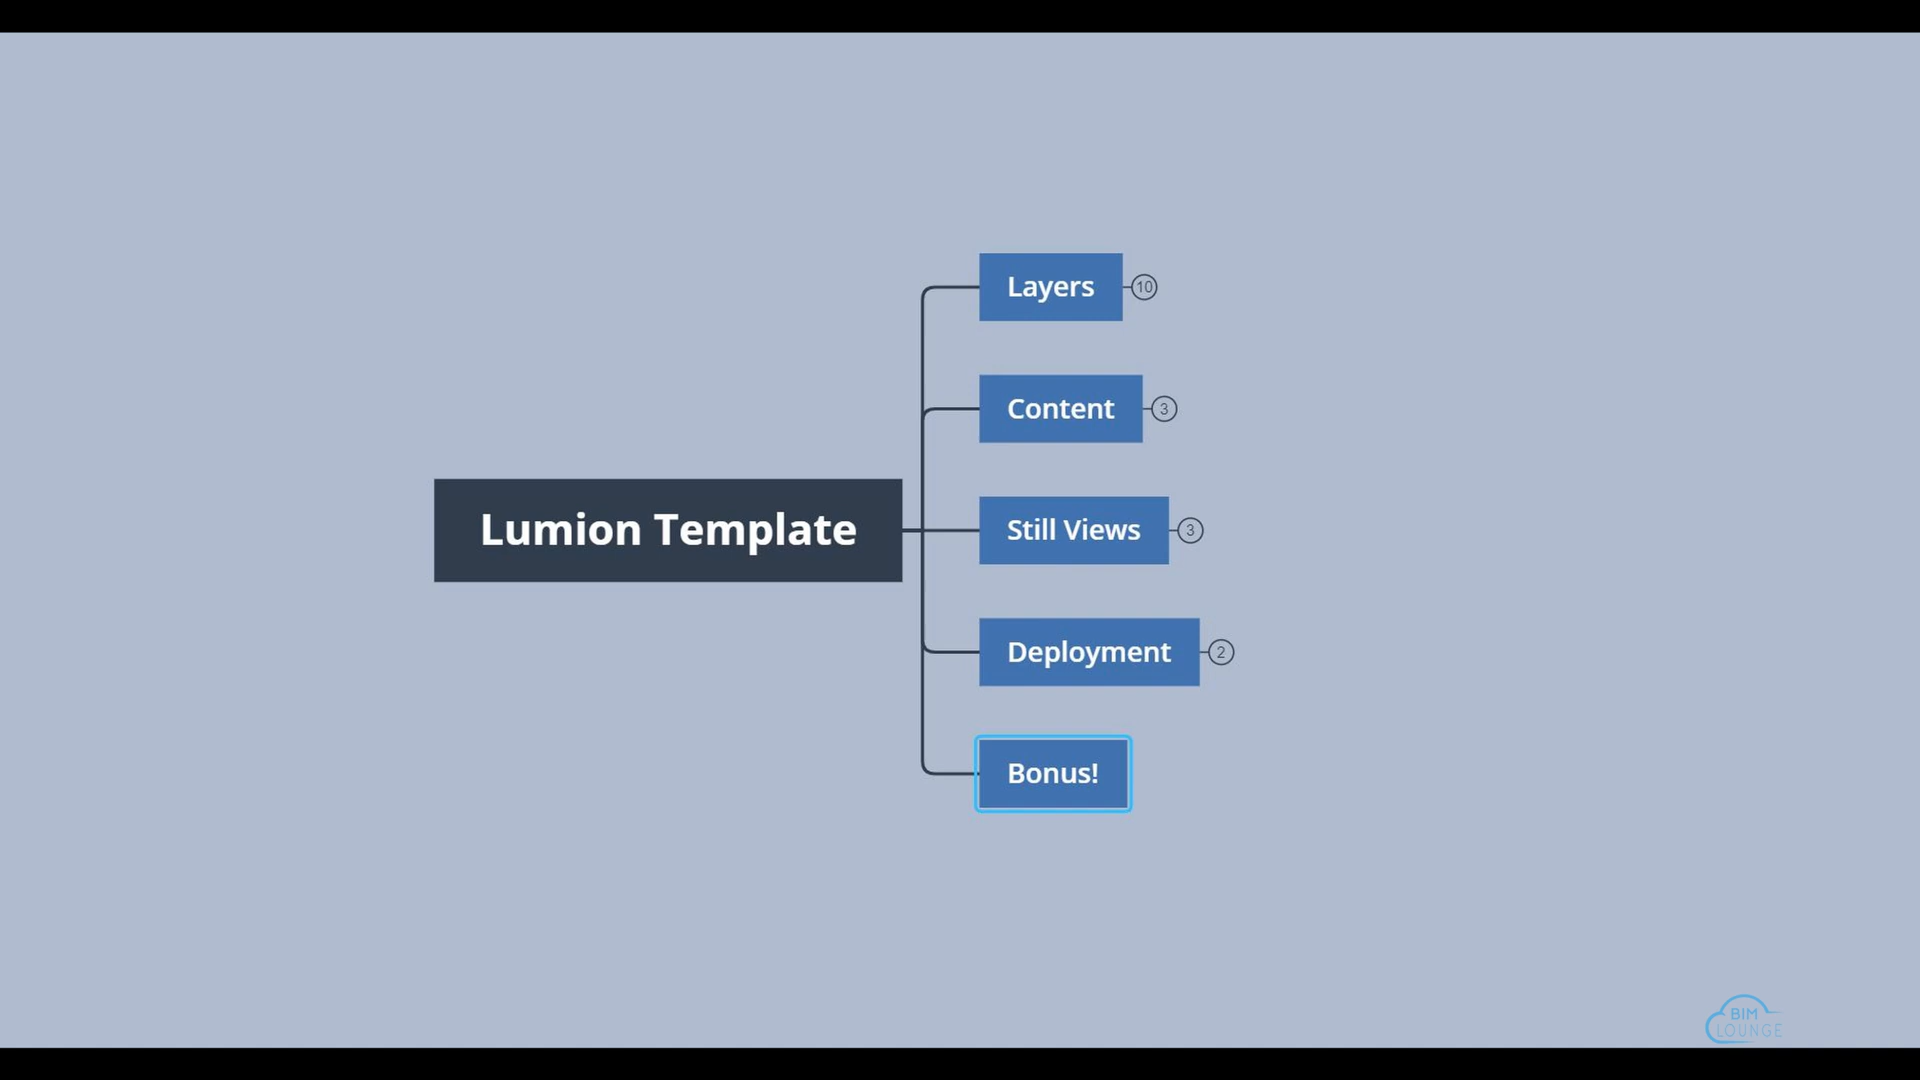 Layers
10
Content
3
Lumion Template
Still Views
3
Deployment
2
Bonus!
BIM
LOUNGE